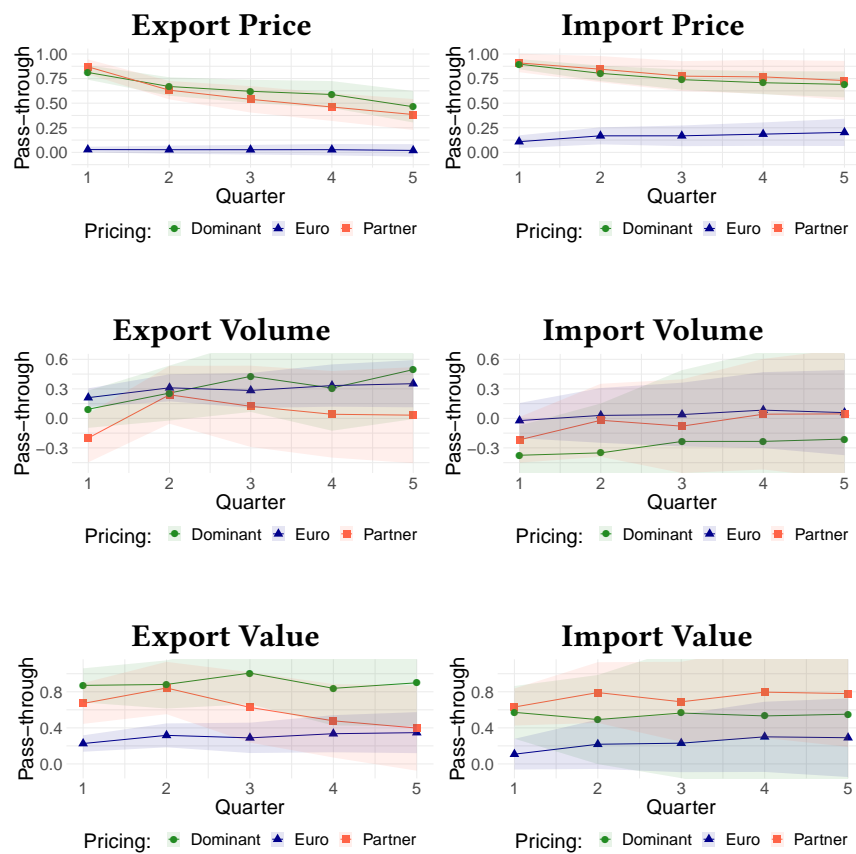 Export Price
Pass−through
1.00
0.75
0.50
0.25
0.00
1 2 3 4 5
Quarter
Pricing: Dominant Euro Partner
Import Price
Pass−through
1.00
0.75
0.50
0.25
0.00
1 2 3 4 5
Quarter
Pricing: Dominant Euro Partner
Export Volume
Pass−through
0.6
0.3
0.0
−0.3
1 2 3 4 5
Quarter
Pricing: Dominant Euro Partner
Import Volume
Pass−through
0.6
0.3
0.0
−0.3
1 2 3 4 5
Quarter
Pricing: Dominant Euro Partner
Export Value
Pass−through
0.8
0.4
0.0
1 2 3 4 5
Quarter
Pricing: Dominant Euro Partner
Import Value
Pass−through
0.8
0.4
0.0
1 2 3 4 5
Quarter
Pricing: Dominant Euro Partner